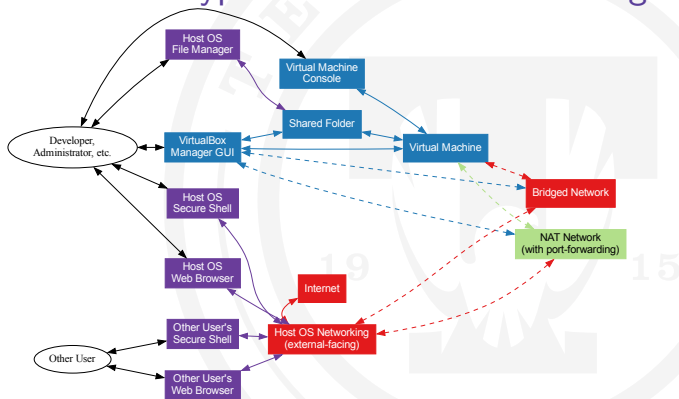 Host OS
File Manager
Virtual Machine
Console
Shared Folder
Developer,
Administrator, etc.
VirtualBox
Manager GUI
Virtual Machine
Bridged Network
Host OS
Secure Shell
NAT Network
(with port-forwarding)
Host OS
Web Browser
19
15
Internet
Other User's
Secure Shell
Host OS Networking
(external-facing)
Other User
Other User's
Web Browser